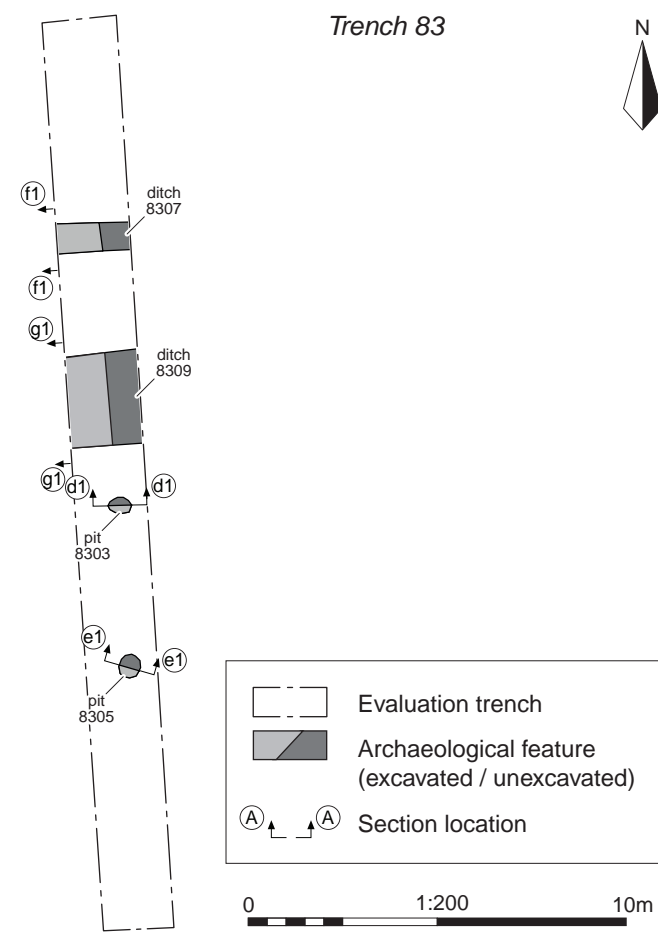 Trench 83
N
f1
ditch
8307
f1
g1
ditch
8309
g1
d1
d1
pit
8303
e1
e1
pit
8305
Evaluation trench
Archaeological feature
(excavated / unexcavated)
A
A
Section location
0
1:200
10m